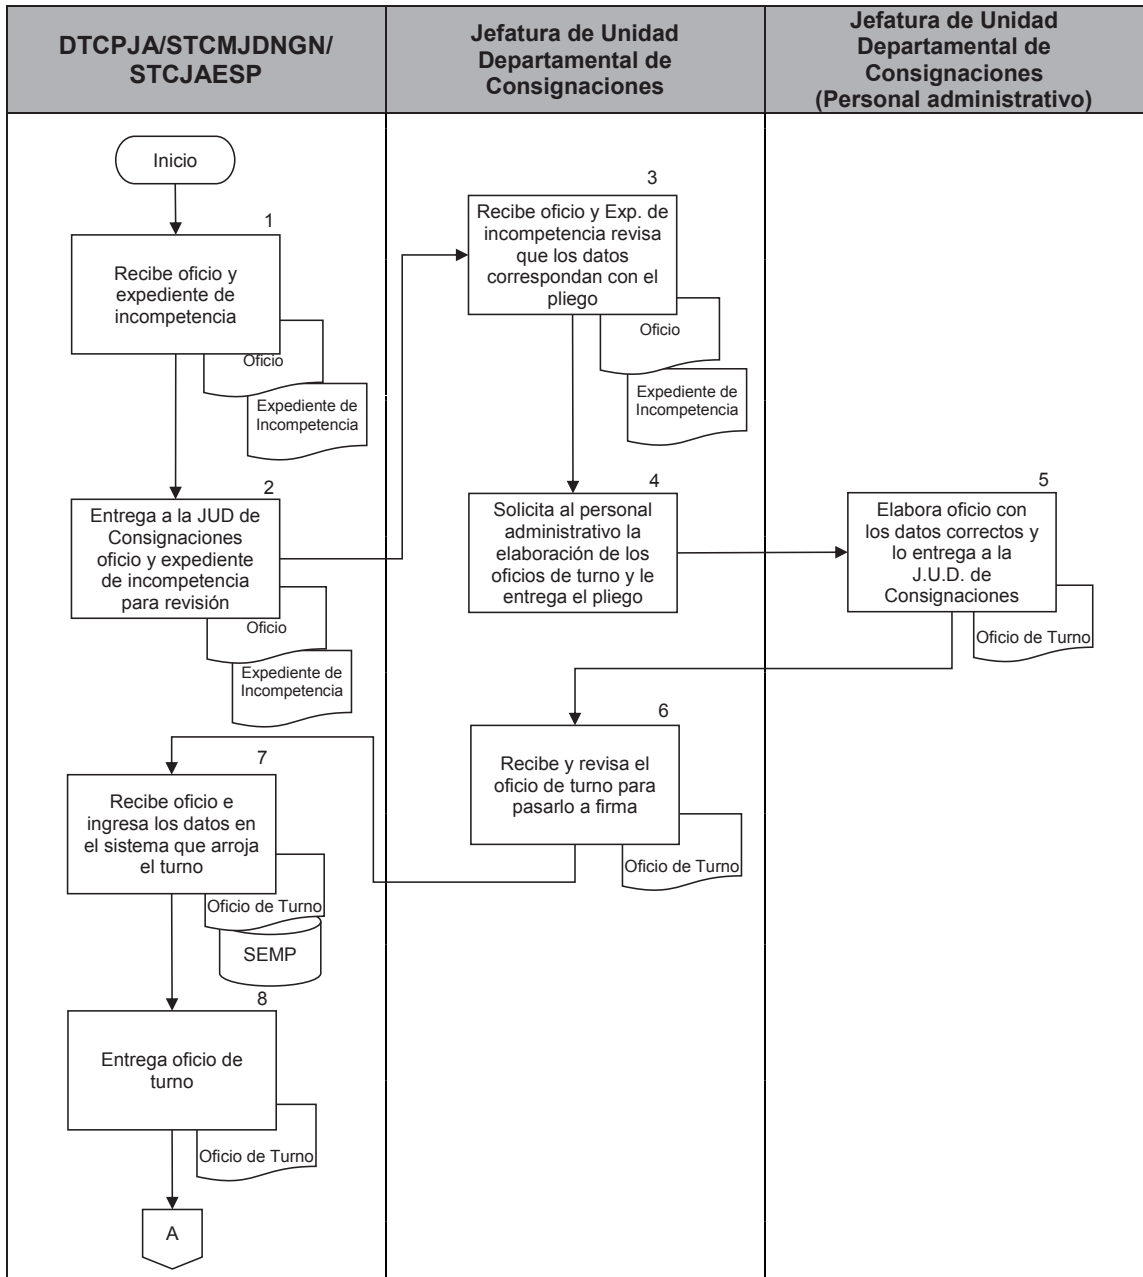 DTCPJA/STCMJDNGN/
STCJAESP
Jefatura de Unidad
Departamental de
Consignaciones
Jefatura de Unidad
Departamental de
Consignaciones
(Personal administrativo)
Inicio
1
Recibe oficio y
expediente de
incompetencia
Oficio
Expediente de
Incompetencia
2
Entrega a la JUD de
Consignaciones
oficio y expediente
de incompetencia
para revisión
Oficio
Expediente de
Incompetencia
3
Recibe oficio y Exp. de
incompetencia revisa
que los datos
correspondan con el
pliego
Oficio
Expediente de
Incompetencia
4
Solicita al personal
administrativo la
elaboración de los
oficios de turno y le
entrega el pliego
5
Elabora oficio con
los datos correctos y
lo entrega a la
J.U.D. de
Consignaciones
Oficio de Turno
6
Recibe y revisa el
oficio de turno para
pasarlo a firma
Oficio de Turno
7
Recibe oficio e
ingresa los datos en
el sistema que arroja
el turno
Oficio de Turno
SEMP
8
Entrega oficio de
turno
Oficio de Turno
A